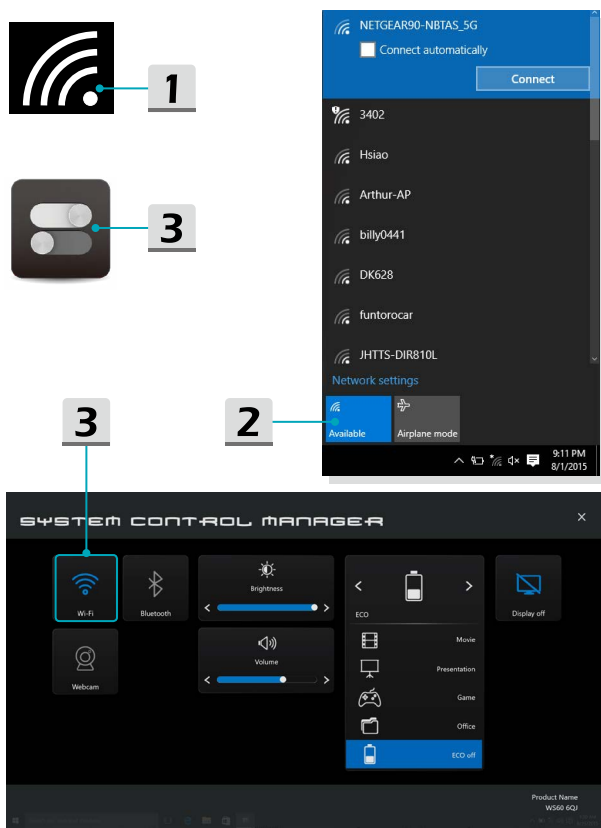 1
3
NETGEAR90-NBTAS_5G
Connect automatically
Connect
3402
Hsiao
Arthur-AP
billy0441
DK628
funtorocar
JHTTS-DIR810L
Network settings
Available
Airplane mode
9:11 PM
8/1/2015
2
3
SYSTEM CONTROL MANAGER
Wi-Fi
Bluetooth
Brightness
ECO
Display off
Movie
Webcam
Volume
Presentation
Game
Office
ECO off
Product Name
WS60 6QJ